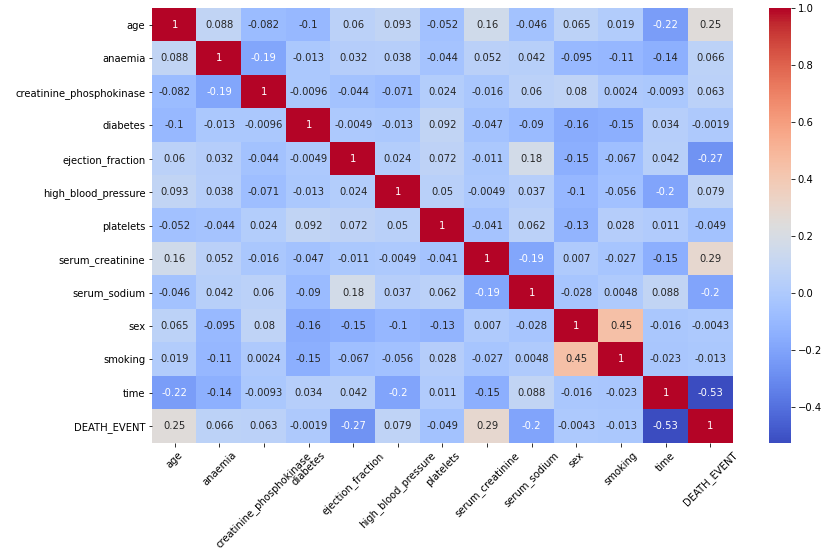 age 1 0.088 -0.082 -0.1 0.06 0.093 -0.052 0.16 -0.046 0.065 0.019 -0.22 0.25
anaemia 0.088 1 -0.19 -0.013 0.032 0.038 -0.044 0.052 0.042 -0.095 -0.11 -0.14 0.066
creatinine_phosphokinase -0.082 -0.19 1 -0.0096 -0.044 -0.071 0.024 -0.016 0.06 0.08 0.0024 -0.0093 0.063
diabetes -0.1 -0.013 -0.0096 1 -0.0049 -0.013 0.092 -0.047 -0.09 -0.16 -0.15 0.034 -0.0019
ejection_fraction 0.06 0.032 -0.044 -0.0049 1 0.024 0.072 -0.011 0.18 -0.15 -0.067 0.042 -0.27
high_blood_pressure 0.093 0.038 -0.071 -0.013 0.024 1 0.05 -0.0049 0.037 -0.1 -0.056 -0.2 0.079
platelets -0.052 -0.044 0.024 0.092 0.072 0.05 1 -0.041 0.062 -0.13 0.028 0.011 -0.049
serum_creatinine 0.16 0.052 -0.016 -0.047 -0.011 -0.0049 -0.041 1 -0.19 0.007 -0.027 -0.15 0.29
serum_sodium -0.046 0.042 0.06 -0.09 0.18 0.037 0.062 -0.19 1 -0.028 0.0048 0.088 -0.2
sex 0.065 -0.095 0.08 -0.16 -0.15 -0.1 -0.13 0.007 -0.028 1 0.45 -0.016 -0.0043
smoking 0.019 -0.11 0.0024 -0.15 -0.067 -0.056 0.028 -0.027 0.0048 0.45 1 -0.023 -0.013
time -0.22 -0.14 -0.0093 0.034 0.042 -0.2 0.011 -0.15 0.088 -0.016 -0.023 1 -0.53
DEATH_EVENT 0.25 0.066 0.063 -0.0019 -0.27 0.079 -0.049 0.29 -0.2 -0.0043 -0.013 -0.53 1
age anaemia creatinine_phosphokinase diabetes ejection_fraction high_blood_pressure platelets serum_creatinine serum_sodium sex smoking time DEATH_EVENT
1.0
0.8
0.6
0.4
0.2
0.0
−0.2
−0.4